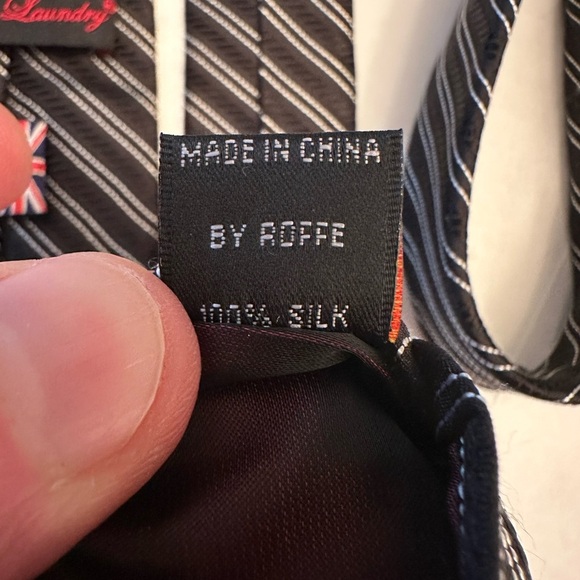 Laundry
MADE IN CHINA
BY ROFFE
100% SILK